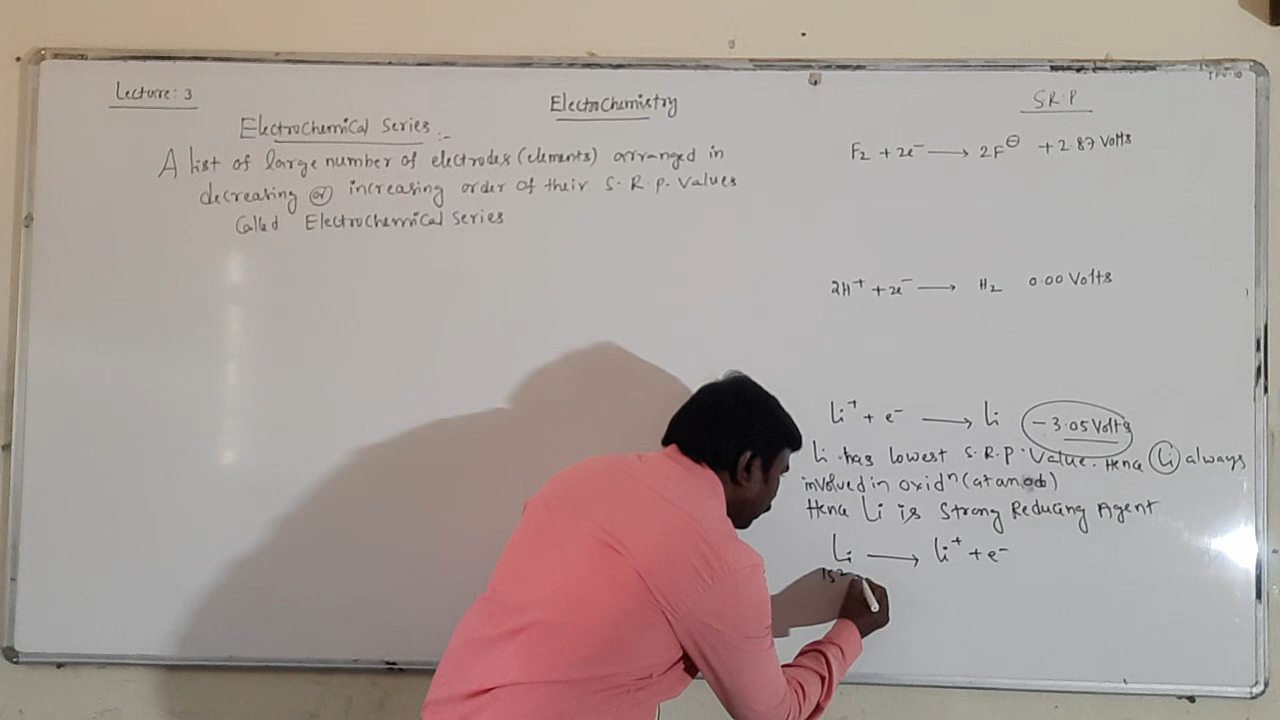 Lecture: 3
ElectroChemistry
S.R.P
ElectroChemical Series :-
A list of large number of electrodes (elements) arranged in
decreasing or increasing order of their S.R.P. Values
Called ElectroChemical Series
F2 + 2e- ⟶ 2F⊖ +2.87 Volts
2H+ + 2e- ⟶ H2 0.00 Volts
Li+ + e- ⟶ Li -3.05 Volts
Li has lowest S.R.P. Value. Hence Li always
involved in oxidn (at anode)
Hence Li is Strong Reducing Agent
Li ⟶ Li+ + e-
1s2